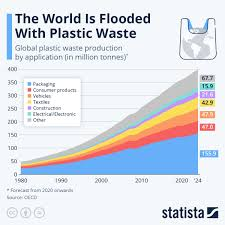 The World Is Flooded
With Plastic Waste
Global plastic waste production
by application (in million tonnes)*
Packaging
Consumer products
Vehicles
Textiles
Construction
Electrical/Electronic
Other
400
350
300
250
200
150
100
50
0
67.7
15.9
42.9
47.0
155.9
1980
1990
2000
2010
2020
'24
* Forecast from 2020 onwards
Source: OECD
statista